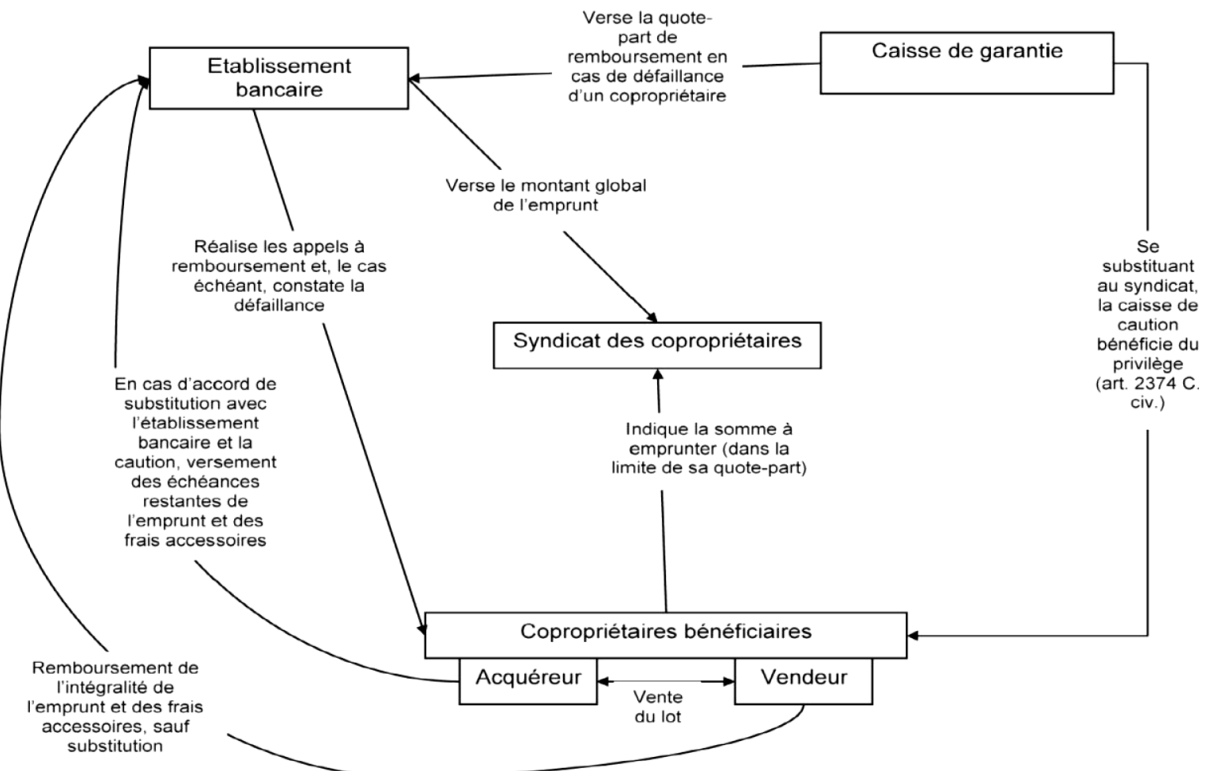 Verse la quote-
part de
remboursement en
cas de défaillance
d'un copropriétaire
Etablissement
bancaire
Caisse de garantie
Verse le montant global
de l'emprunt
Réalise les appels à
remboursement et, le cas
échéant, constate la
défaillance
Se
substituant
au syndicat,
la caisse de
caution
bénéficie du
privilège
(art. 2374 C.
civ.)
Syndicat des copropriétaires
En cas d'accord de
substitution avec
l'établissement
bancaire et la
caution, versement
des échéances
restantes de
l'emprunt et des
frais accessoires
Indique la somme à
emprunter (dans la
limite de sa quote-part)
Copropriétaires bénéficiaires
Acquéreur
Vendeur
Vente
du lot
Remboursement de
l'intégralité de
l'emprunt et des frais
accessoires, sauf
substitution